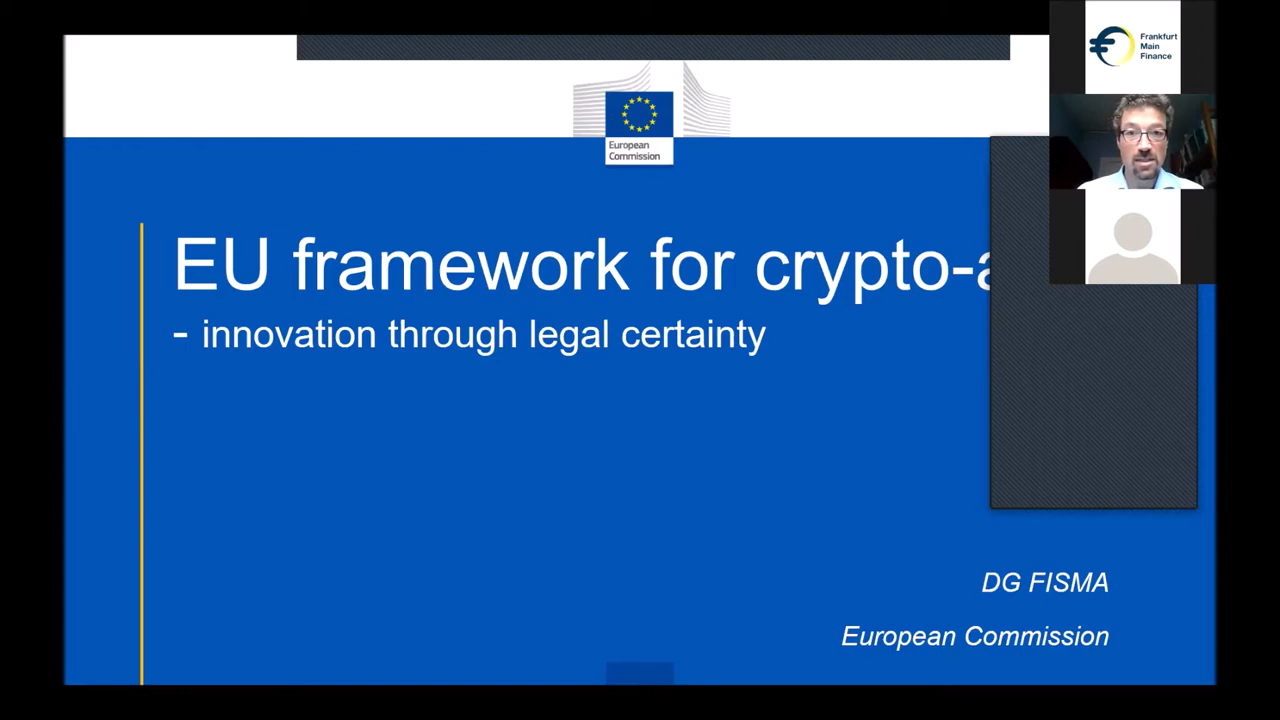 Frankfurt
Main
Finance
European
Commission
EU framework for crypto-a
- innovation through legal certainty
DG FISMA
European Commission